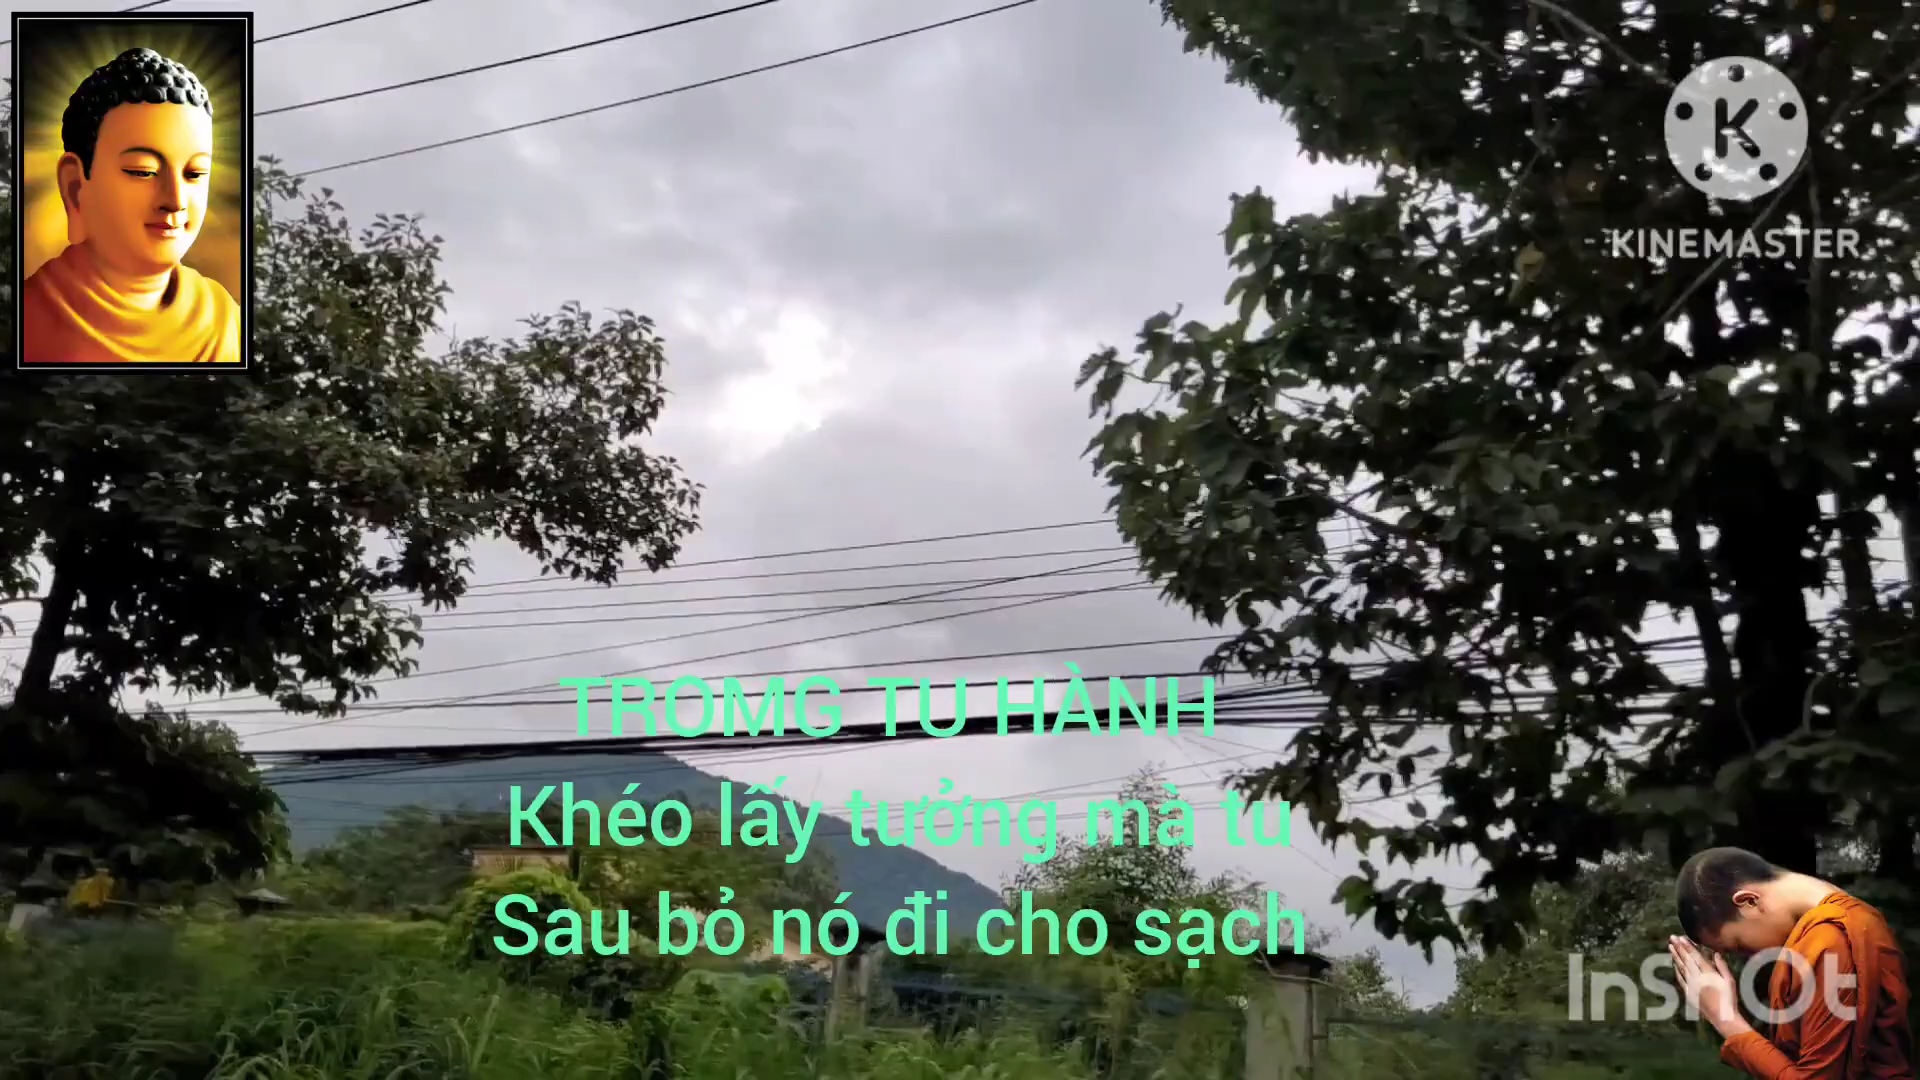 KINEMASTER
TROMG TU HÀNH
Khéo lấy tưởng mà tu
Sau bỏ nó đi cho sạch
InShOt